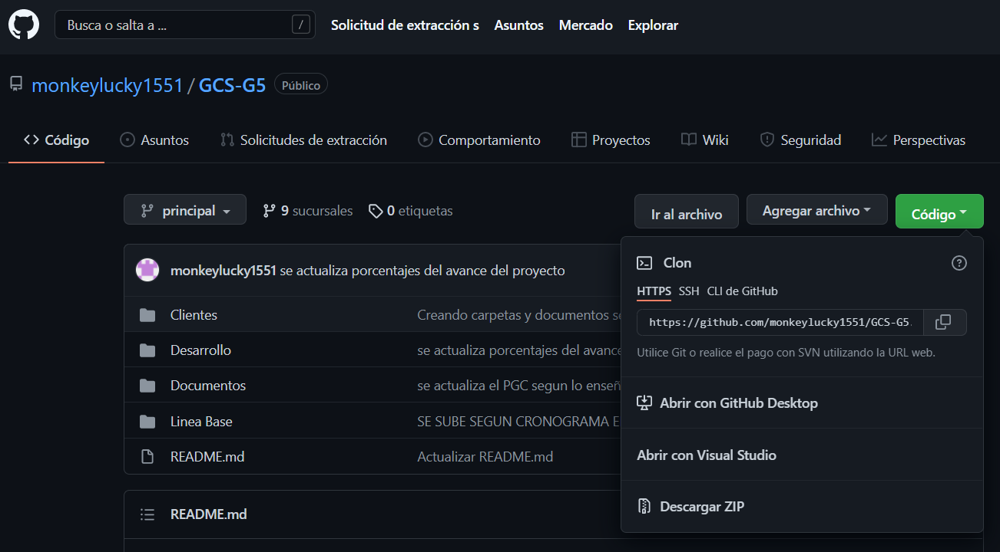 Busca o salta a ... / Solicitud de extracción s Asuntos Mercado Explorar
monkeylucky1551 / GCS-G5 Público
Código Asuntos Solicitudes de extracción Comportamiento Proyectos Wiki Seguridad Perspectivas
principal 9 sucursales 0 etiquetas Ir al archivo Agregar archivo Código
monkeylucky1551 se actualiza porcentajes del avance del proyecto
Clientes Creando carpetas y documentos se
Desarrollo se actualiza porcentajes del avance
Documentos se actualiza el PGC segun lo enseñ
Linea Base SE SUBE SEGUN CRONOGRAMA E
README.md Actualizar README.md
README.md
Clon
HTTPS SSH CLI de GitHub
https://github.com/monkeylucky1551/GCS-G5.
Utilice Git o realice el pago con SVN utilizando la URL web.
Abrir con GitHub Desktop
Abrir con Visual Studio
Descargar ZIP